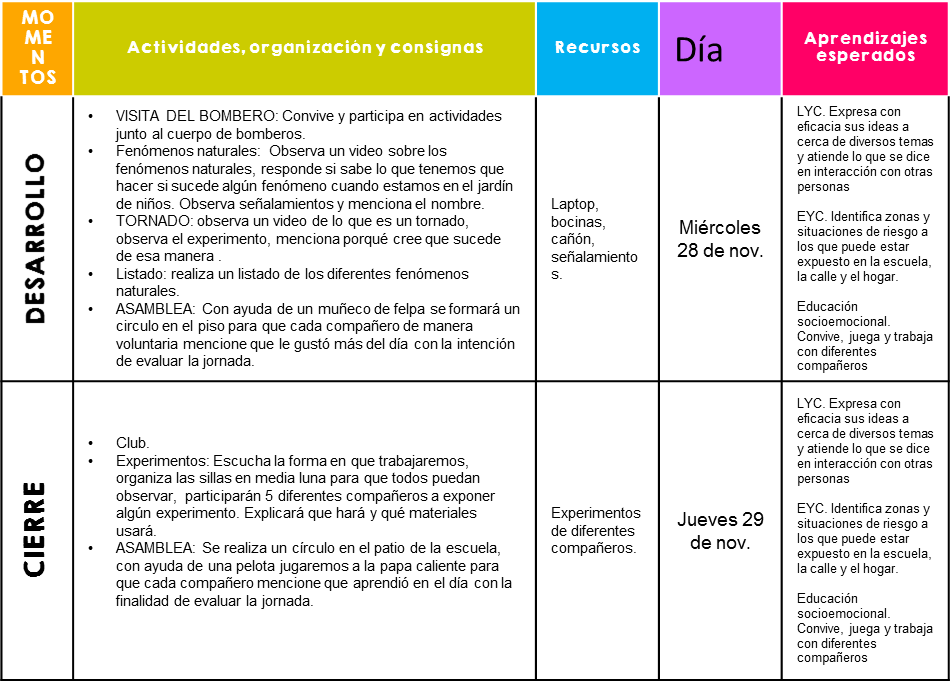 MO
ME
N
TOS
Actividades, organización y consignas
Recursos
Día
Aprendizajes
esperados
DESARROLLO
• VISITA DEL BOMBERO: Convive y participa en actividades
junto al cuerpo de bomberos.
• Fenómenos naturales: Observa un video sobre los
fenómenos naturales, responde si sabe lo que tenemos que
hacer si sucede algún fenómeno cuando estamos en el jardín
de niños. Observa señalamientos y menciona el nombre.
• TORNADO: observa un video de lo que es un tornado,
observa el experimento, menciona porqué cree que sucede
de esa manera .
• Listado: realiza un listado de los diferentes fenómenos
naturales.
• ASAMBLEA: Con ayuda de un muñeco de felpa se formará un
circulo en el piso para que cada compañero de manera
voluntaria mencione que le gustó más del día con la intención
de evaluar la jornada.
Laptop,
bocinas,
cañón,
señalamiento
s.
Miércoles
28 de nov.
LYC. Expresa con
eficacia sus ideas a
cerca de diversos temas
y atiende lo que se dice
en interacción con otras
personas
EYC. Identifica zonas y
situaciones de riesgo a
los que puede estar
expuesto en la escuela,
la calle y el hogar.
Educación
socioemocional.
Convive, juega y trabaja
con diferentes
compañeros
CIERRE
• Club.
• Experimentos: Escucha la forma en que trabajaremos,
organiza las sillas en media luna para que todos puedan
observar, participarán 5 diferentes compañeros a exponer
algún experimento. Explicará que hará y qué materiales
usará.
• ASAMBLEA: Se realiza un círculo en el patio de la escuela,
con ayuda de una pelota jugaremos a la papa caliente para
que cada compañero mencione que aprendió en el día con la
finalidad de evaluar la jornada.
Experimentos
de diferentes
compañeros.
Jueves 29
de nov.
LYC. Expresa con
eficacia sus ideas a
cerca de diversos temas
y atiende lo que se dice
en interacción con otras
personas
EYC. Identifica zonas y
situaciones de riesgo a
los que puede estar
expuesto en la escuela,
la calle y el hogar.
Educación
socioemocional.
Convive, juega y trabaja
con diferentes
compañeros